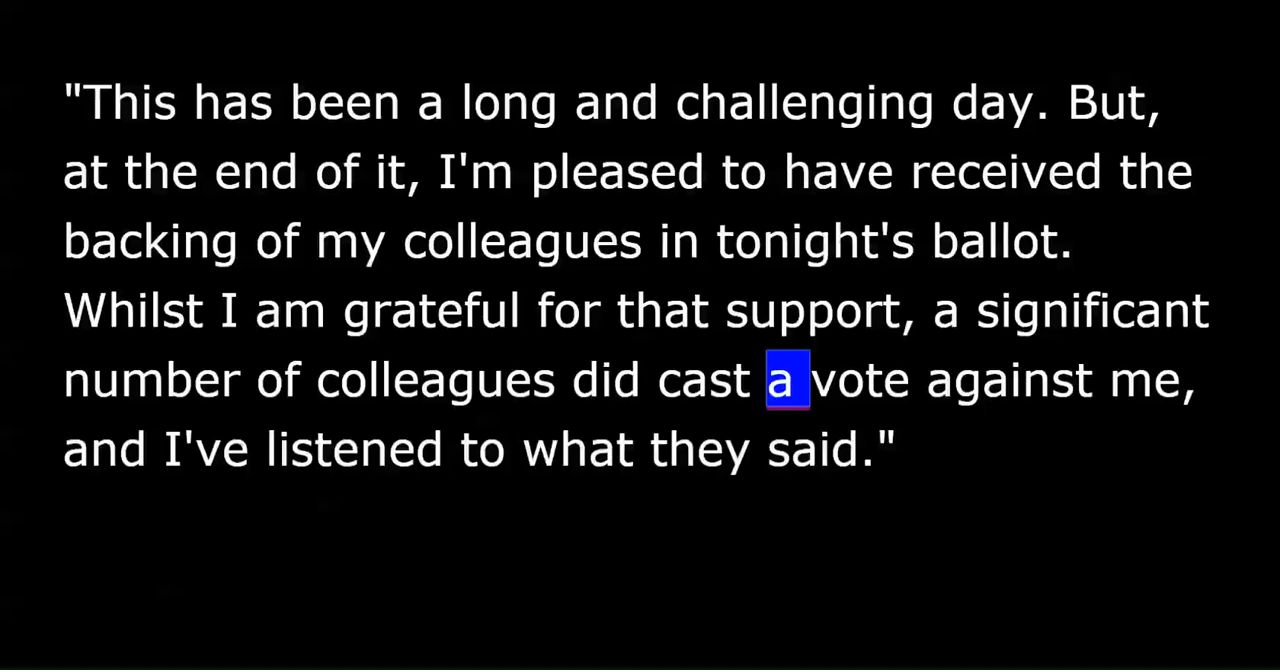 "This has been a long and challenging day. But,
at the end of it, I'm pleased to have received the
backing of my colleagues in tonight's ballot.
Whilst I am grateful for that support, a significant
number of colleagues did cast a vote against me,
and I've listened to what they said."